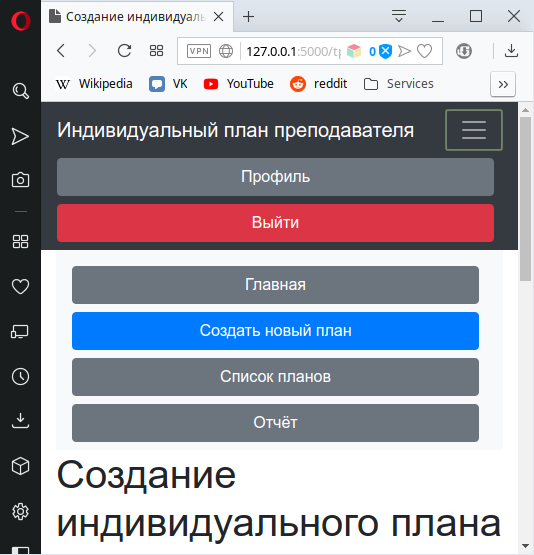 Создание индивидуаль
VPN 127.0.0.1:5000/t 0
W Wikipedia VK YouTube reddit Services
Индивидуальный план преподавателя
Профиль
Выйти
Главная
Создать новый план
Список планов
Отчёт
Создание
индивидуального плана